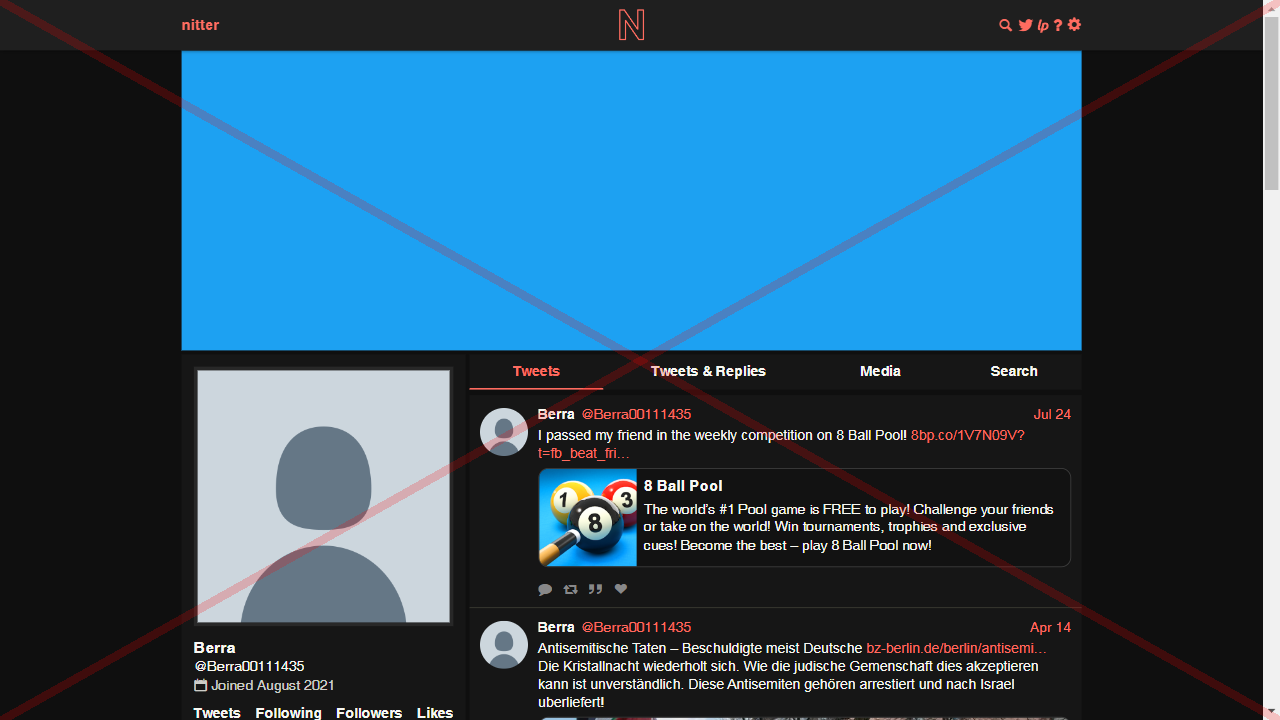 nitter
N
lp ?
Tweets Tweets & Replies Media Search
Berra @Berra00111435 Jul 24
I passed my friend in the weekly competition on 8 Ball Pool! 8bp.co/1V7N09V?
t=fb_beat_fri…
1 3
8
8 Ball Pool
The world's #1 Pool game is FREE to play! Challenge your friends
or take on the world! Win tournaments, trophies and exclusive
cues! Become the best – play 8 Ball Pool now!
Berra
@Berra00111435
Joined August 2021
Tweets Following Followers Likes
Berra @Berra00111435 Apr 14
Antisemitische Taten – Beschuldigte meist Deutsche bz-berlin.de/berlin/antisemi…
Die Kristallnacht wiederholt sich. Wie die judische Gemenschaft dies akzeptieren
kann ist unverständlich. Diese Antisemiten gehören arrestiert und nach Israel
uberliefert!